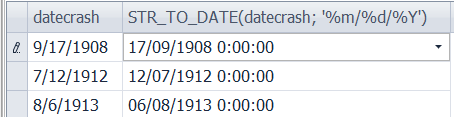 datecrash STR_TO_DATE(datecrash; '%m/%d/%Y')
9/17/1908 17/09/1908 0:00:00
7/12/1912 12/07/1912 0:00:00
8/6/1913 06/08/1913 0:00:00